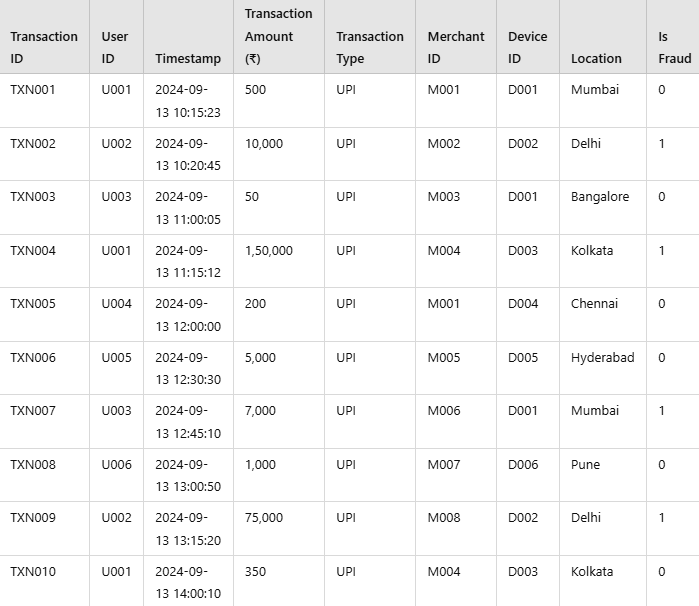 Transaction ID | User ID | Timestamp | Transaction Amount (₹) | Transaction Type | Merchant ID | Device ID | Location | Is Fraud
TXN001 | U001 | 2024-09-13 10:15:23 | 500 | UPI | M001 | D001 | Mumbai | 0
TXN002 | U002 | 2024-09-13 10:20:45 | 10,000 | UPI | M002 | D002 | Delhi | 1
TXN003 | U003 | 2024-09-13 11:00:05 | 50 | UPI | M003 | D001 | Bangalore | 0
TXN004 | U001 | 2024-09-13 11:15:12 | 1,50,000 | UPI | M004 | D003 | Kolkata | 1
TXN005 | U004 | 2024-09-13 12:00:00 | 200 | UPI | M001 | D004 | Chennai | 0
TXN006 | U005 | 2024-09-13 12:30:30 | 5,000 | UPI | M005 | D005 | Hyderabad | 0
TXN007 | U003 | 2024-09-13 12:45:10 | 7,000 | UPI | M006 | D001 | Mumbai | 1
TXN008 | U006 | 2024-09-13 13:00:50 | 1,000 | UPI | M007 | D006 | Pune | 0
TXN009 | U002 | 2024-09-13 13:15:20 | 75,000 | UPI | M008 | D002 | Delhi | 1
TXN010 | U001 | 2024-09-13 14:00:10 | 350 | UPI | M004 | D003 | Kolkata | 0